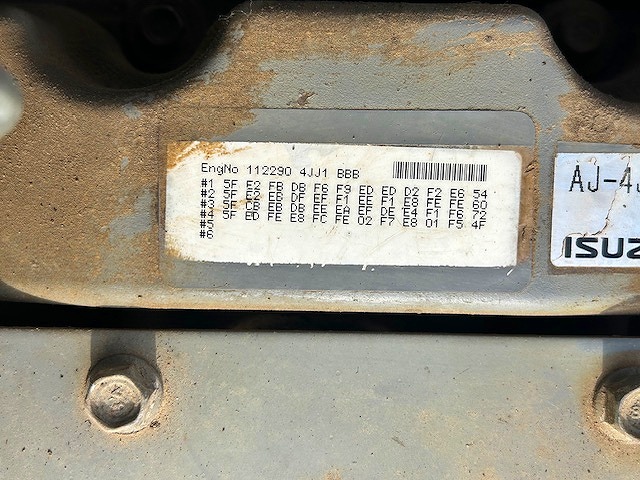 EngNo 112290 4JJ1 BBB
#1 5F E2 FB DB F6 F9 ED ED D2 F2 E6 54
#2 5F E2 EB DF EF F1 EE F1 E8 FE FE 60
#3 5F CB EB DB EE EA EF DE E4 F1 F6 72
#4 5F ED FE E8 FC FE 02 F7 E8 01 F5 4F
#5
#6
AJ-4J
ISUZ